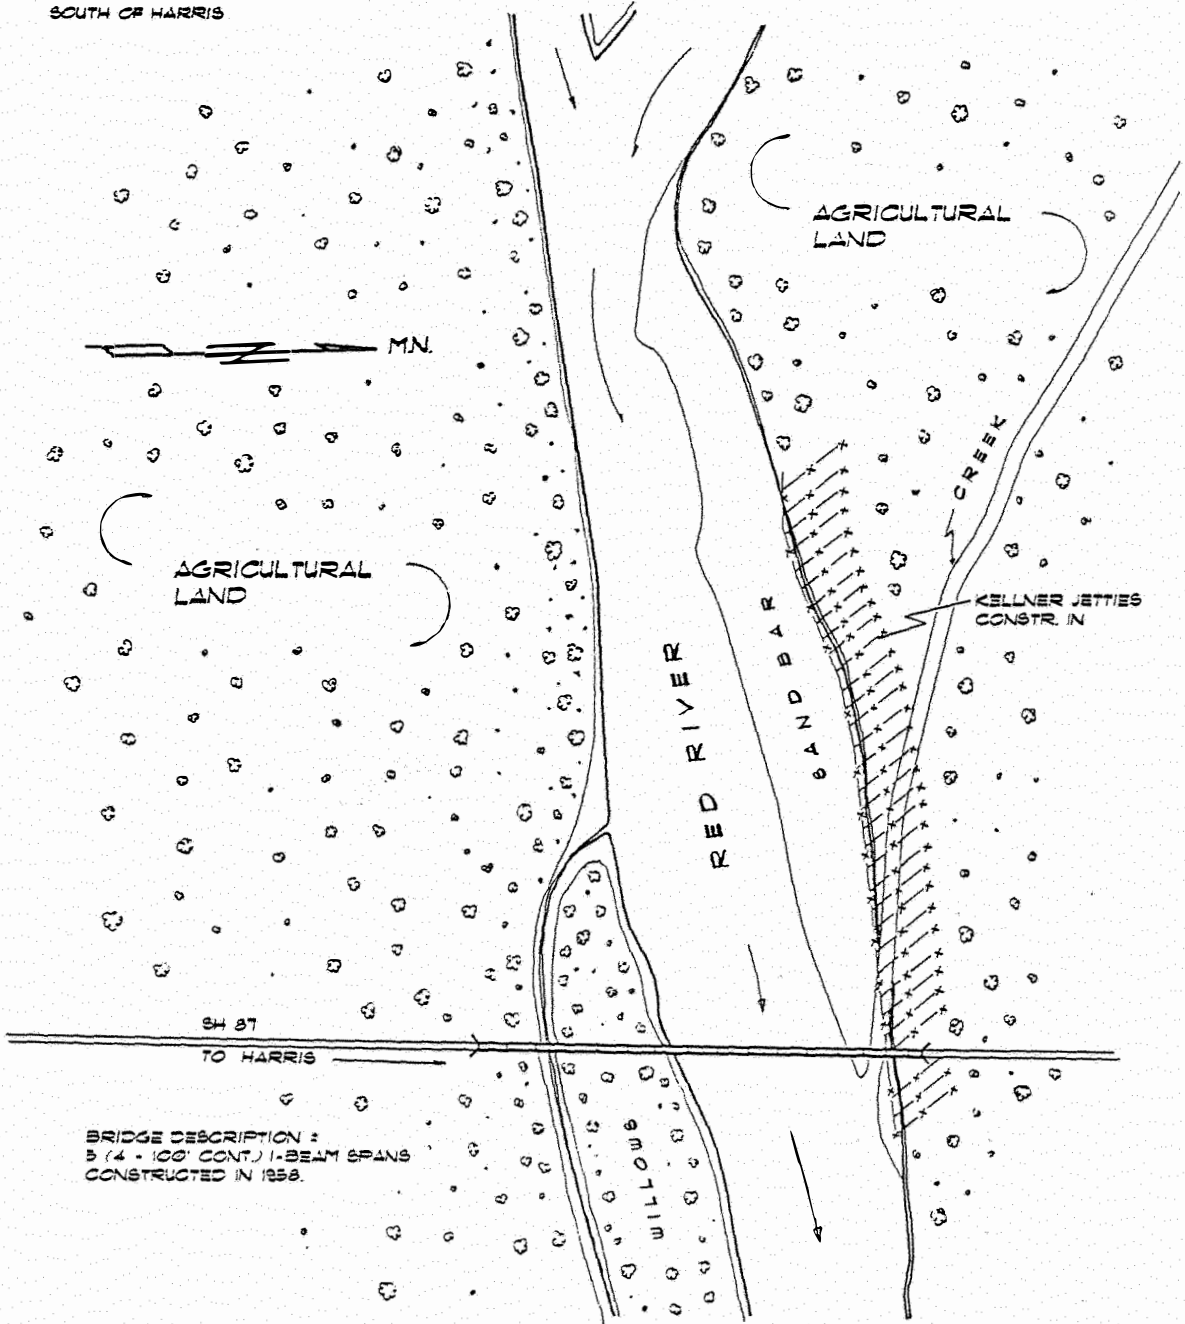 SOUTH OF HARRIS
AGRICULTURAL
LAND
M.N.
CREEK
AGRICULTURAL
LAND
KELLNER JETTIES
CONSTR. IN
SAND BAR
RED RIVER
SH 37
TO HARRIS
BRIDGE DESCRIPTION :
5 (4 - 100' CONT.) I-BEAM SPANS
CONSTRUCTED IN 1958.
WILLOWS